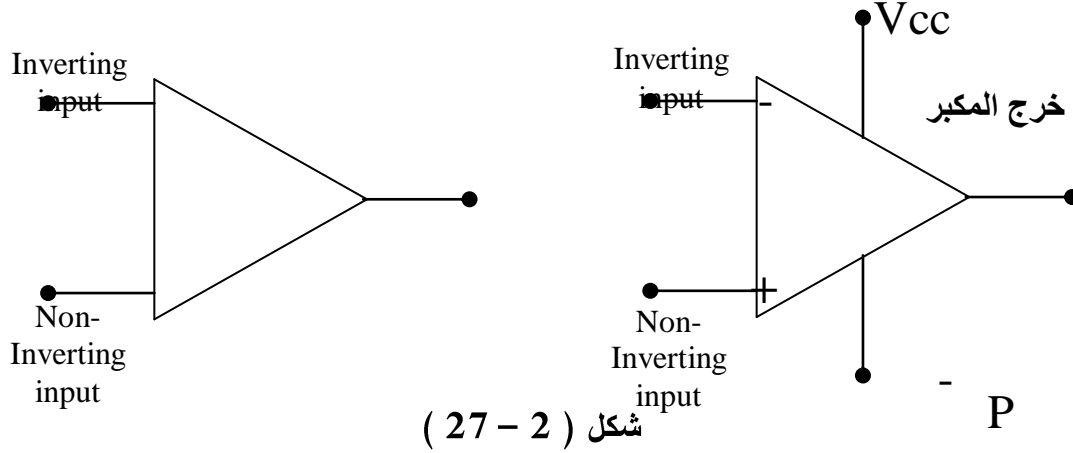 Inverting
input
-
+
Non-
Inverting
input
Vcc
Inverting
input
خرج المكبر
Non-
Inverting
input
-
P
شكل ( 2 – 27 )